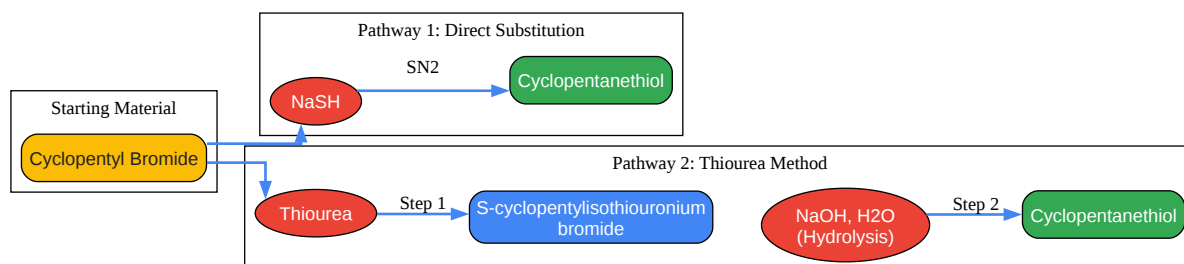 Pathway 1: Direct Substitution
SN2
Cyclopentanethiol
NaSH
Starting Material
Cyclopentyl Bromide
Pathway 2: Thiourea Method
Thiourea
Step 1
S-cyclopentylisothiouronium
bromide
NaOH, H2O
(Hydrolysis)
Step 2
Cyclopentanethiol